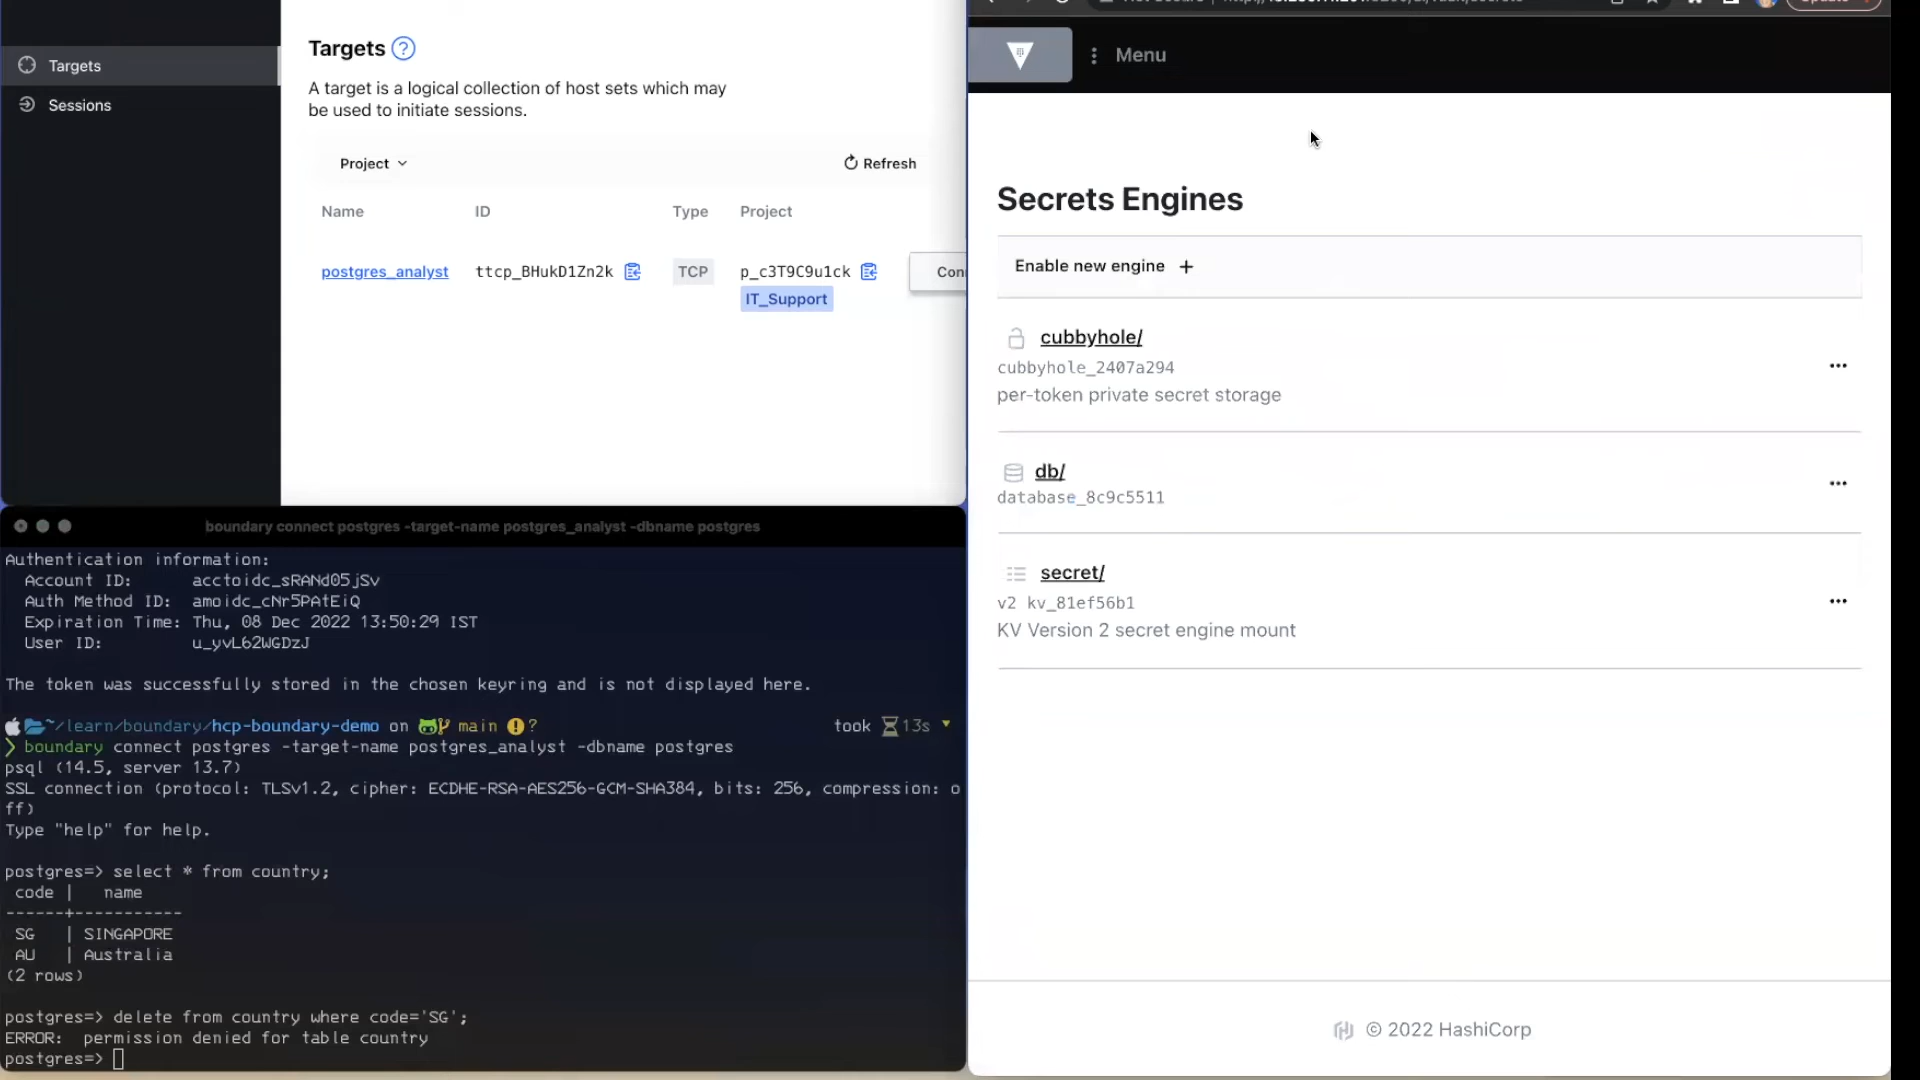 Targets
Sessions
Targets ?
A target is a logical collection of host sets which may
be used to initiate sessions.
Project
Refresh
Name ID Type Project
postgres_analyst ttcp_BHukD1Zn2k TCP p_c3T9C9u1ck
IT_Support
boundary connect postgres -target-name postgres_analyst -dbname postgres
Authentication information:
Account ID: acctoidc_sRANd05jSv
Auth Method ID: amoidc_cNr5PAtEiQ
Expiration Time: Thu, 08 Dec 2022 13:50:29 IST
User ID: u_yvL62WGDzJ
The token was successfully stored in the chosen keyring and is not displayed here.
~/learn/boundary/hcp-boundary-demo on main ? took 13s
❯ boundary connect postgres -target-name postgres_analyst -dbname postgres
psql (14.5, server 13.7)
SSL connection (protocol: TLSv1.2, cipher: ECDHE-RSA-AES256-GCM-SHA384, bits: 256, compression: o
ff)
Type "help" for help.
postgres=> select * from country;
code | name
------+-----------
SG | SINGAPORE
AU | Australia
(2 rows)
postgres=> delete from country where code='SG';
ERROR: permission denied for table country
postgres=>
Menu
Secrets Engines
Enable new engine +
cubbyhole/
cubbyhole_2407a294
per-token private secret storage
db/
database_8c9c5511
secret/
v2 kv_81ef56b1
KV Version 2 secret engine mount
© 2022 HashiCorp